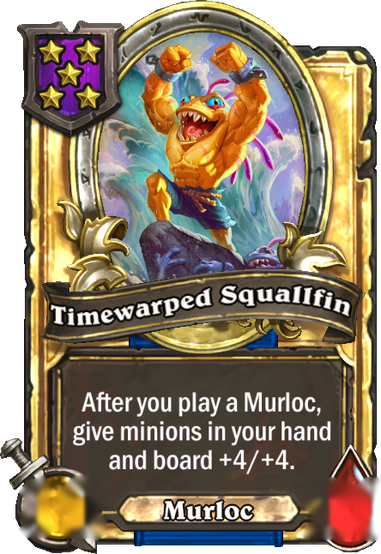 Timewarped Squallfin
After you play a Murloc,
give minions in your hand
and board +4/+4.
Murloc